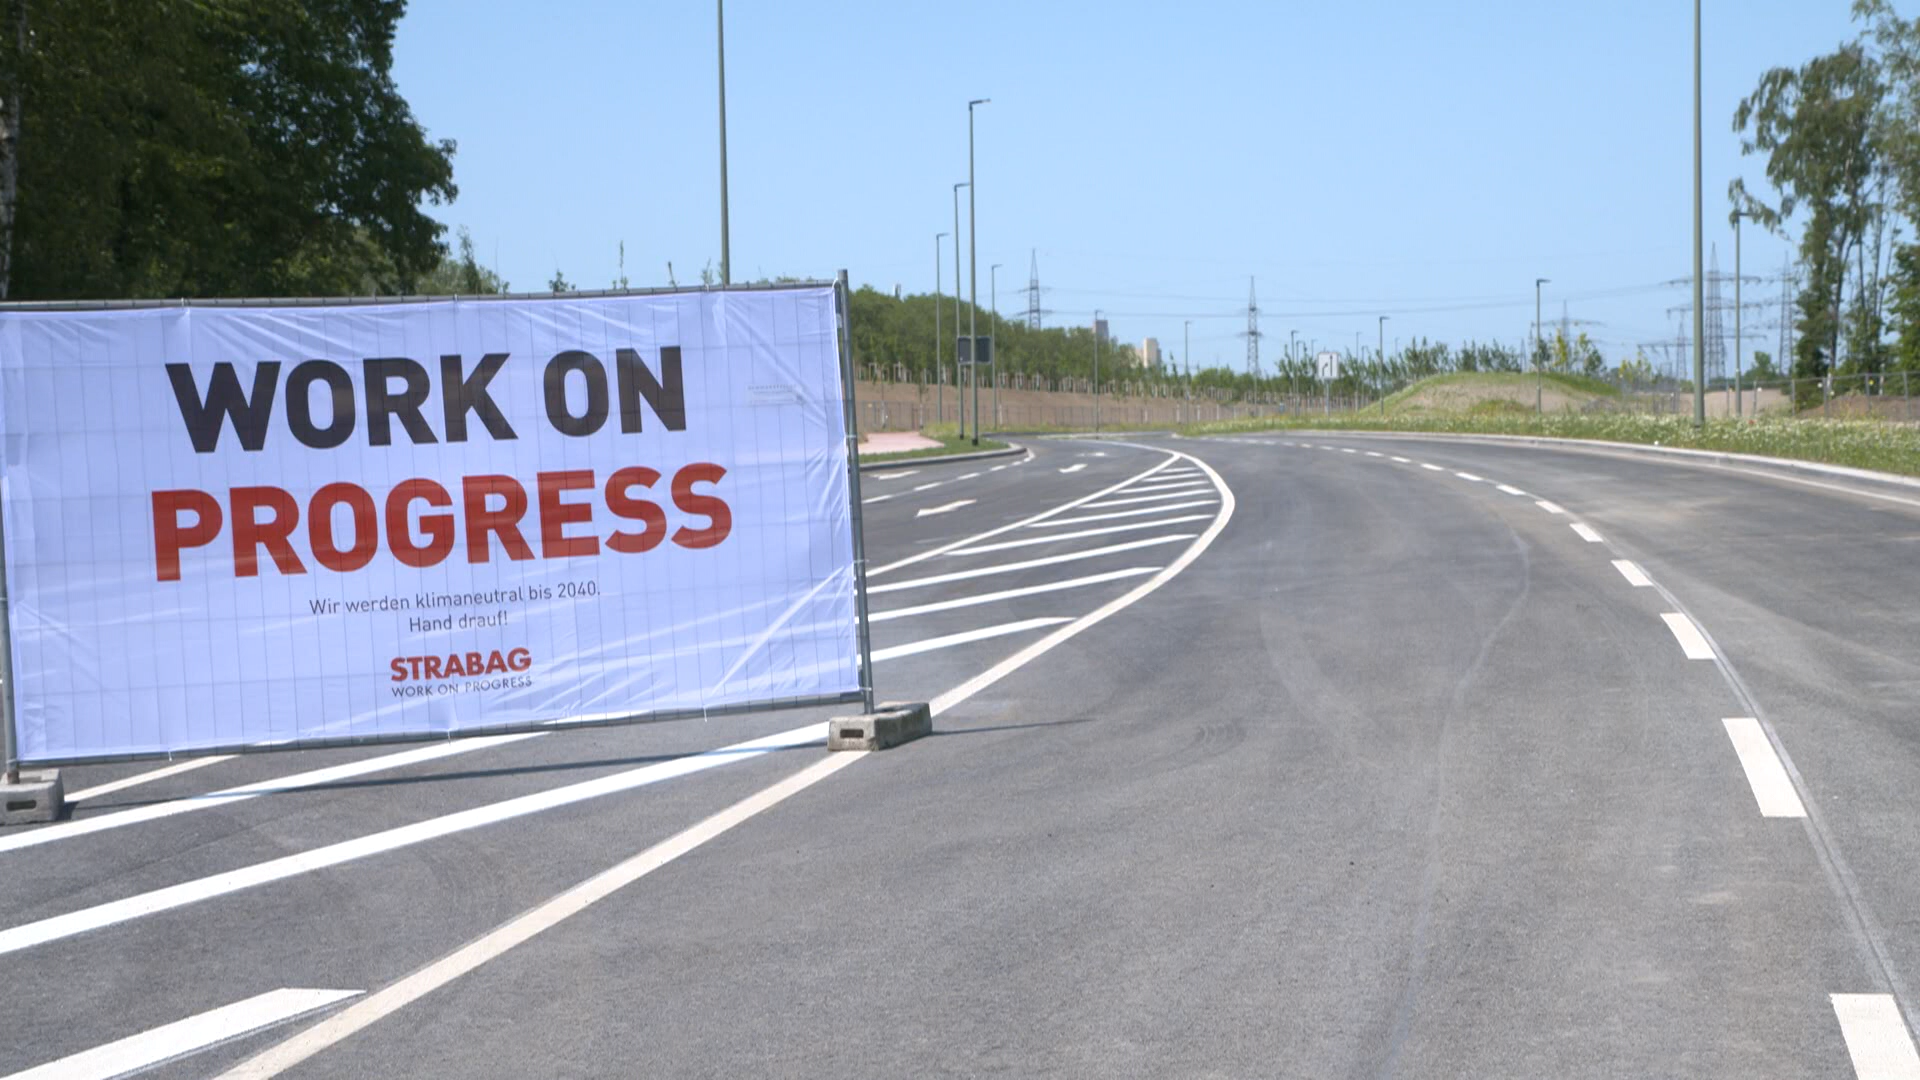 WORK ON
PROGRESS
Wir werden klimaneutral bis 2040.
Hand drauf!
STRABAG
WORK ON PROGRESS